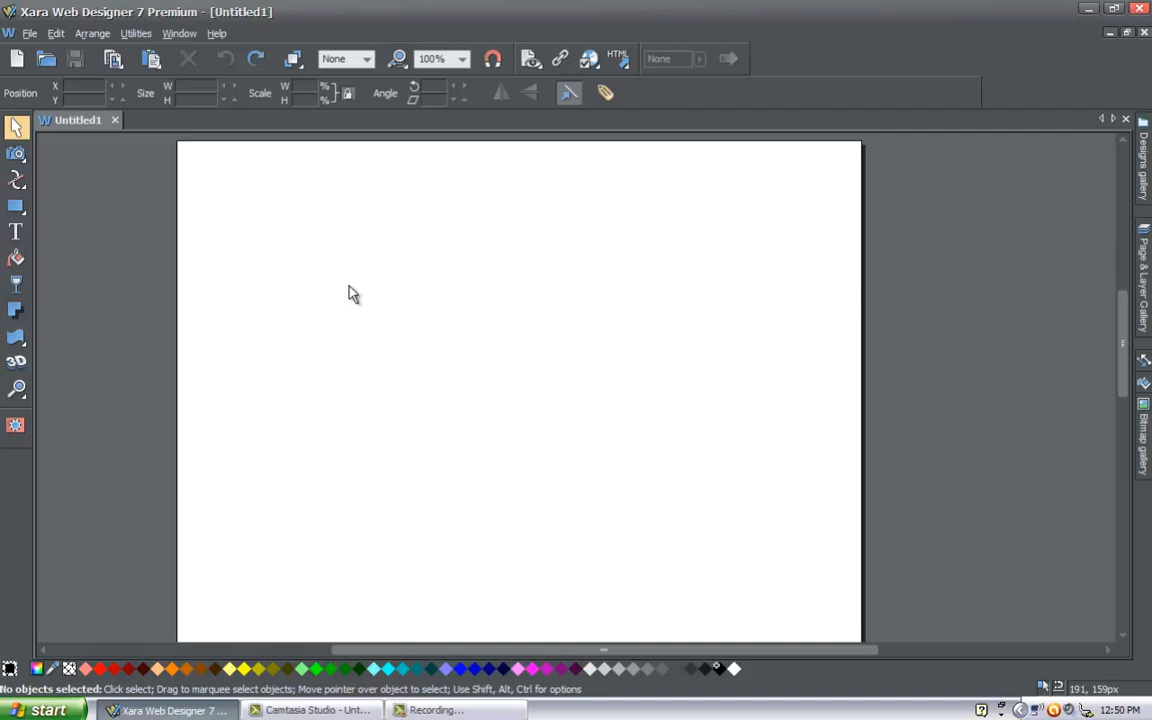 Xara Web Designer 7 Premium - [Untitled1]
File Edit Arrange Utilities Window Help
None 100% HTML None
Position X Y Size W H Scale W H % % Angle
Untitled1
Designs gallery
Page & Layer Gallery
Bitmap gallery
T
3D
No objects selected: Click select; Drag to marquee select objects; Move pointer over object to select; Use Shift, Alt, Ctrl for options
191, 159px
start Xara Web Designer 7 ... Camtasia Studio - Unt... Recording... 12:50 PM